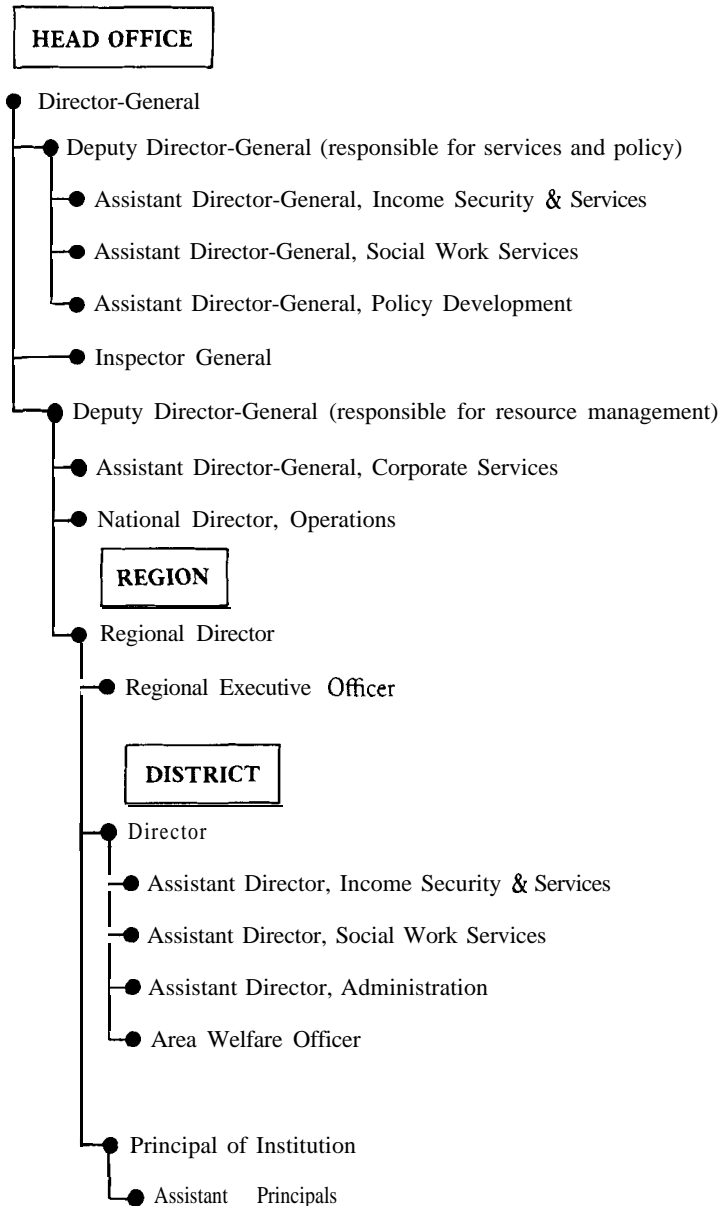 HEAD OFFICE
Director-General
Deputy Director-General (responsible for services and policy)
Assistant Director-General, Income Security & Services
Assistant Director-General, Social Work Services
Assistant Director-General, Policy Development
Inspector General
Deputy Director-General (responsible for resource management)
Assistant Director-General, Corporate Services
National Director, Operations
REGION
Regional Director
Regional Executive Officer
DISTRICT
Director
Assistant Director, Income Security & Services
Assistant Director, Social Work Services
Assistant Director, Administration
Area Welfare Officer
Principal of Institution
Assistant Principals